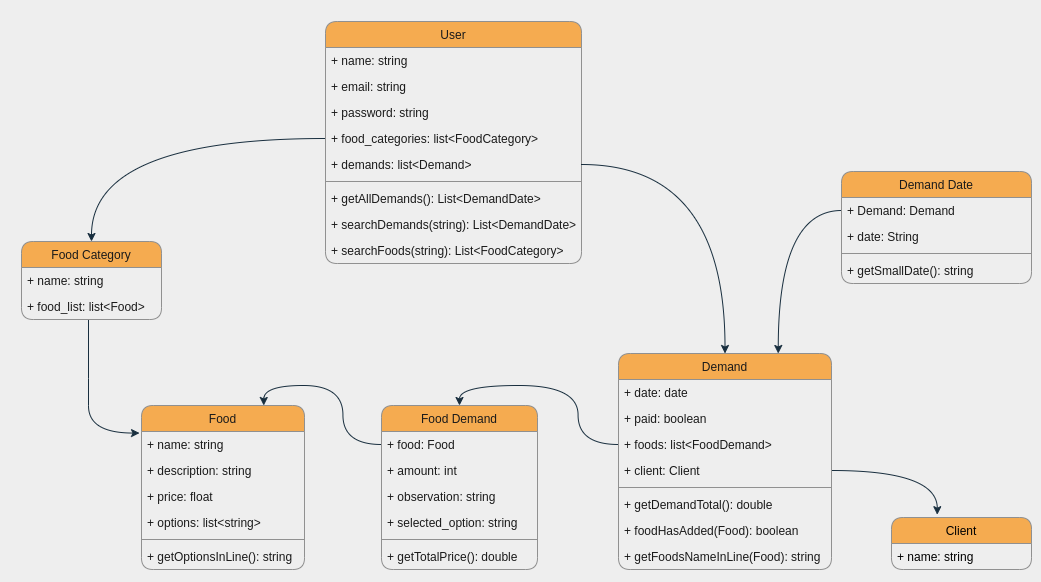 User
+ name: string
+ email: string
+ password: string
+ food_categories: list<FoodCategory>
+ demands: list<Demand>
+ getAllDemands(): List<DemandDate>
+ searchDemands(string): List<DemandDate>
+ searchFoods(string): List<FoodCategory>
Demand Date
+ Demand: Demand
+ date: String
+ getSmallDate(): string
Food Category
+ name: string
+ food_list: list<Food>
Food
+ name: string
+ description: string
+ price: float
+ options: list<string>
+ getOptionsInLine(): string
Food Demand
+ food: Food
+ amount: int
+ observation: string
+ selected_option: string
+ getTotalPrice(): double
Demand
+ date: date
+ paid: boolean
+ foods: list<FoodDemand>
+ client: Client
+ getDemandTotal(): double
+ foodHasAdded(Food): boolean
+ getFoodsNameInLine(Food): string
Client
+ name: string